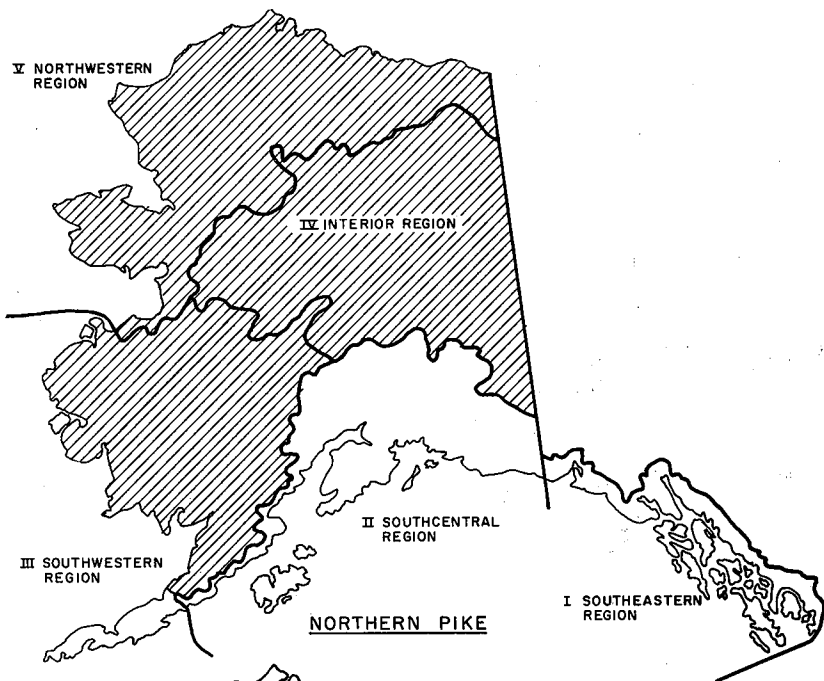 V NORTHWESTERN
REGION
IV INTERIOR REGION
III SOUTHWESTERN
REGION
II SOUTHCENTRAL
REGION
I SOUTHEASTERN
REGION
NORTHERN PIKE